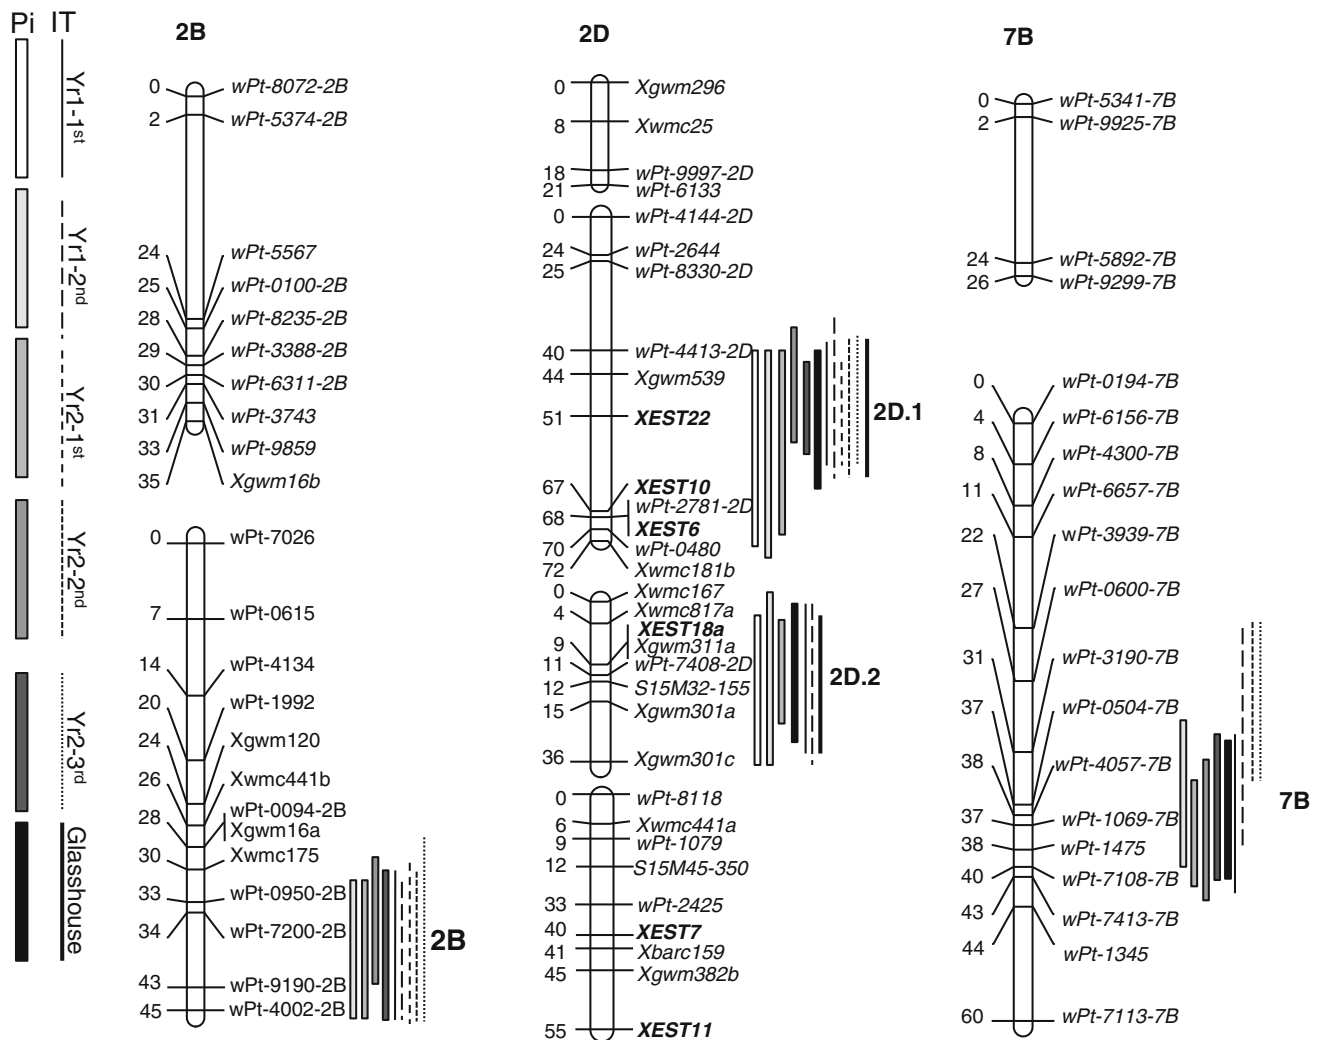 Pi IT
Yr1-1st
Yr1-2nd
Yr2-1st
Yr2-2nd
Yr2-3rd
Glasshouse
2B
0 wPt-8072-2B
2 wPt-5374-2B
24 wPt-5567
25 wPt-0100-2B
28 wPt-8235-2B
29 wPt-3388-2B
30 wPt-6311-2B
31 wPt-3743
33 wPt-9859
35 Xgwm16b
0 wPt-7026
7 wPt-0615
14 wPt-4134
20 wPt-1992
24 Xgwm120
26 Xwmc441b
wPt-0094-2B
28 Xgwm16a
30 Xwmc175
33 wPt-0950-2B
34 wPt-7200-2B
43 wPt-9190-2B
45 wPt-4002-2B
2B
2D
0 Xgwm296
8 Xwmc25
18 wPt-9997-2D
21 wPt-6133
0 wPt-4144-2D
24 wPt-2644
25 wPt-8330-2D
40 wPt-4413-2D
44 Xgwm539
51 XEST22
67 XEST10
wPt-2781-2D
68 XEST6
70 wPt-0480
72 Xwmc181b
2D.1
0 Xwmc167
4 Xwmc817a
XEST18a
9 Xgwm311a
11 wPt-7408-2D
12 S15M32-155
15 Xgwm301a
36 Xgwm301c
2D.2
0 wPt-8118
6 Xwmc441a
9 wPt-1079
12 S15M45-350
33 wPt-2425
40 XEST7
41 Xbarc159
45 Xgwm382b
55 XEST11
7B
0 wPt-5341-7B
2 wPt-9925-7B
24 wPt-5892-7B
26 wPt-9299-7B
0 wPt-0194-7B
4 wPt-6156-7B
8 wPt-4300-7B
11 wPt-6657-7B
22 wPt-3939-7B
27 wPt-0600-7B
31 wPt-3190-7B
37 wPt-0504-7B
38 wPt-4057-7B
37 wPt-1069-7B
38 wPt-1475
40 wPt-7108-7B
43 wPt-7413-7B
44 wPt-1345
60 wPt-7113-7B
7B